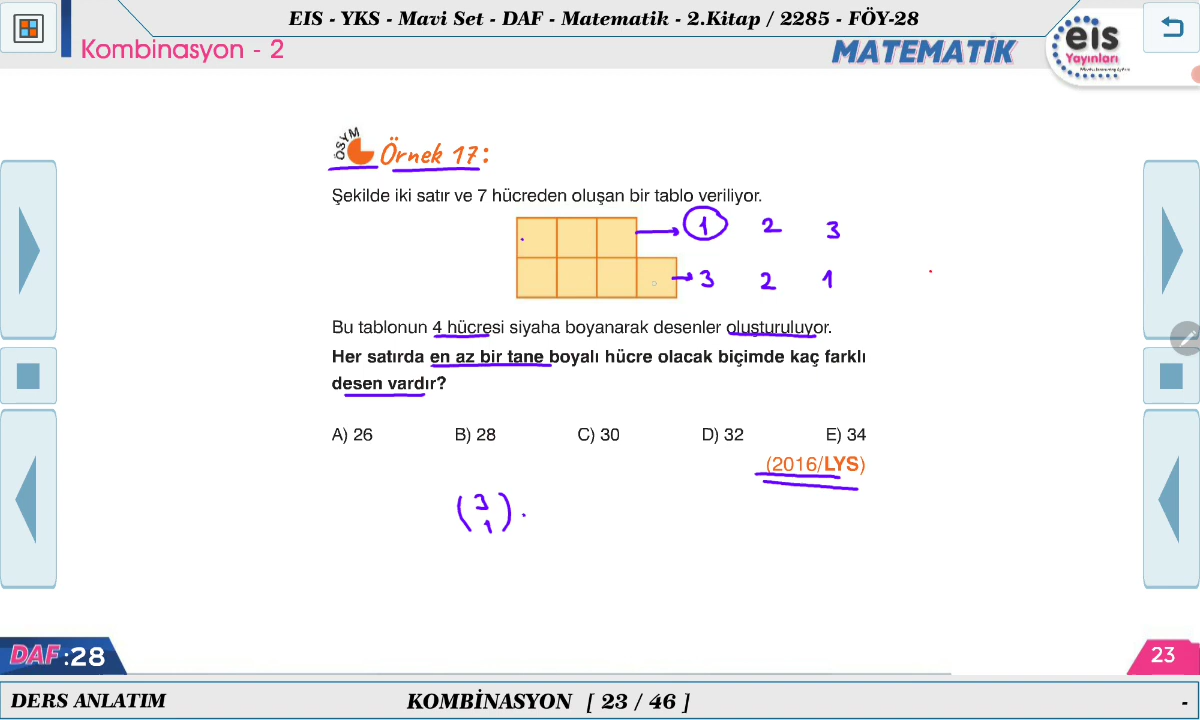 EIS - YKS - Mavi Set - DAF - Matematik - 2.Kitap / 2285 - FÖY-28
Kombinasyon - 2
MATEMATİK
eis
Yayınları
ÖSYM
Örnek 17:
Şekilde iki satır ve 7 hücreden oluşan bir tablo veriliyor.
1 2 3
3 2 1
Bu tablonun 4 hücresi siyaha boyanarak desenler oluşturuluyor.
Her satırda en az bir tane boyalı hücre olacak biçimde kaç farklı
desen vardır?
A) 26 B) 28 C) 30 D) 32 E) 34
(2016/LYS)
(3
1) .
DAF:28
23
DERS ANLATIM
KOMBİNASYON [ 23 / 46 ]
-